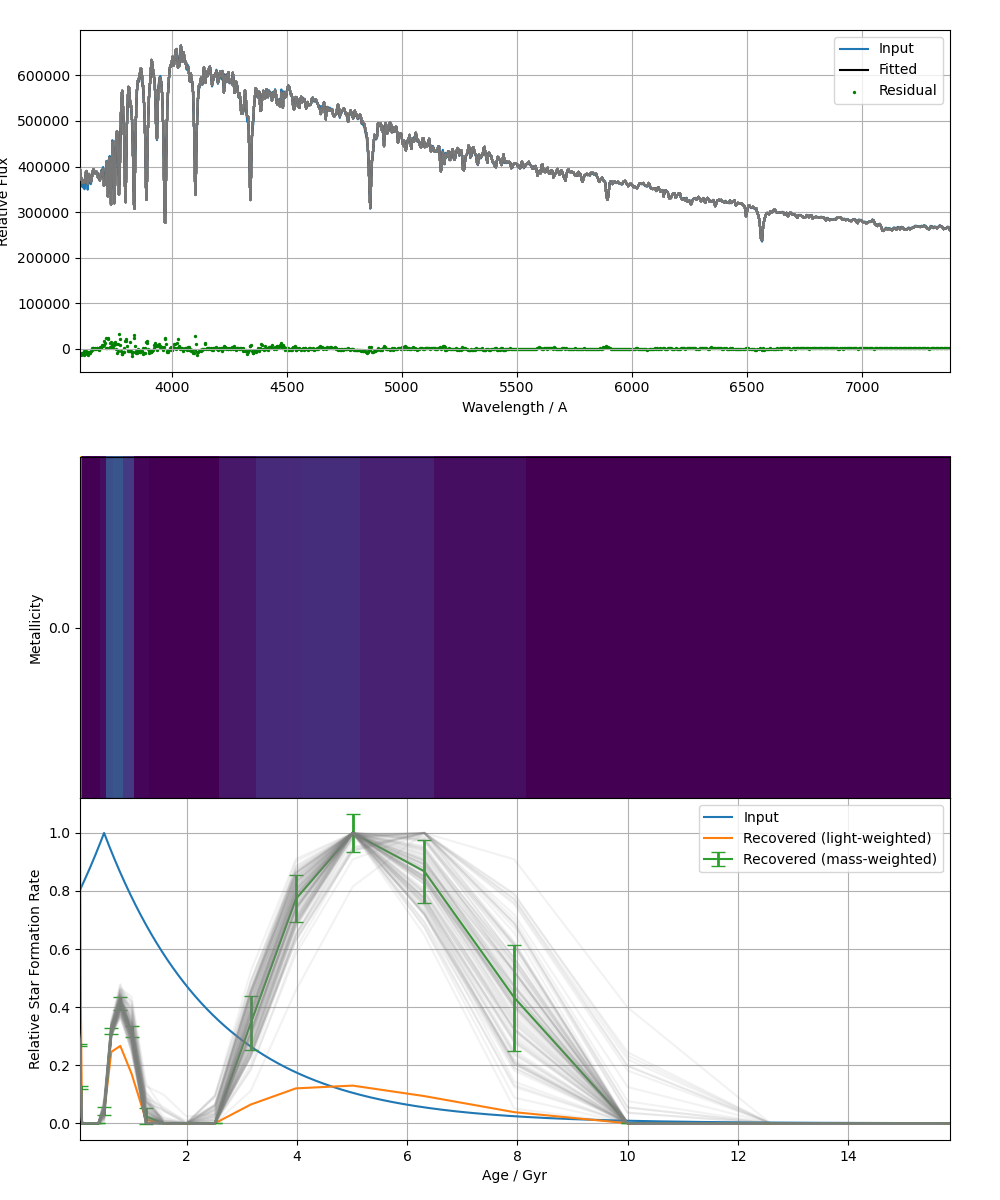 600000
500000
400000
300000
200000
100000
0
Relative Flux
Input
Fitted
Residual
4000 4500 5000 5500 6000 6500 7000
Wavelength / A
Metallicity
0.0
1.0
0.8
0.6
0.4
0.2
0.0
Relative Star Formation Rate
Input
Recovered (light-weighted)
Recovered (mass-weighted)
2 4 6 8 10 12 14
Age / Gyr